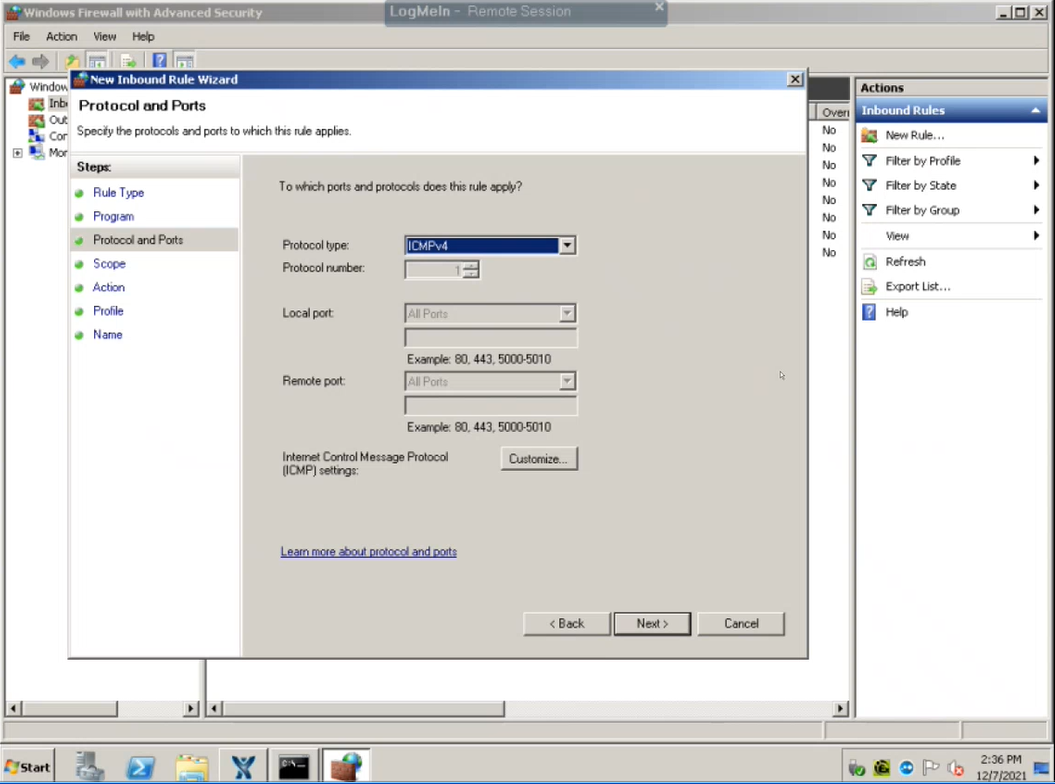 Windows Firewall with Advanced Security
LogMeIn - Remote Session
File Action View Help
New Inbound Rule Wizard
Protocol and Ports
Specify the protocols and ports to which this rule applies.
Steps:
Rule Type
Program
Protocol and Ports
Scope
Action
Profile
Name
To which ports and protocols does this rule apply?
Protocol type: ICMPv4
Protocol number: 1
Local port: All Ports
Example: 80, 443, 5000-5010
Remote port: All Ports
Example: 80, 443, 5000-5010
Internet Control Message Protocol
(ICMP) settings:
Customize...
Learn more about protocol and ports
< Back Next > Cancel
Window
Inb
Out
Con
Mor
Overr
No
No
No
No
No
No
No
No
Actions
Inbound Rules
New Rule...
Filter by Profile
Filter by State
Filter by Group
View
Refresh
Export List...
Help
Start
2:36 PM
12/7/2021